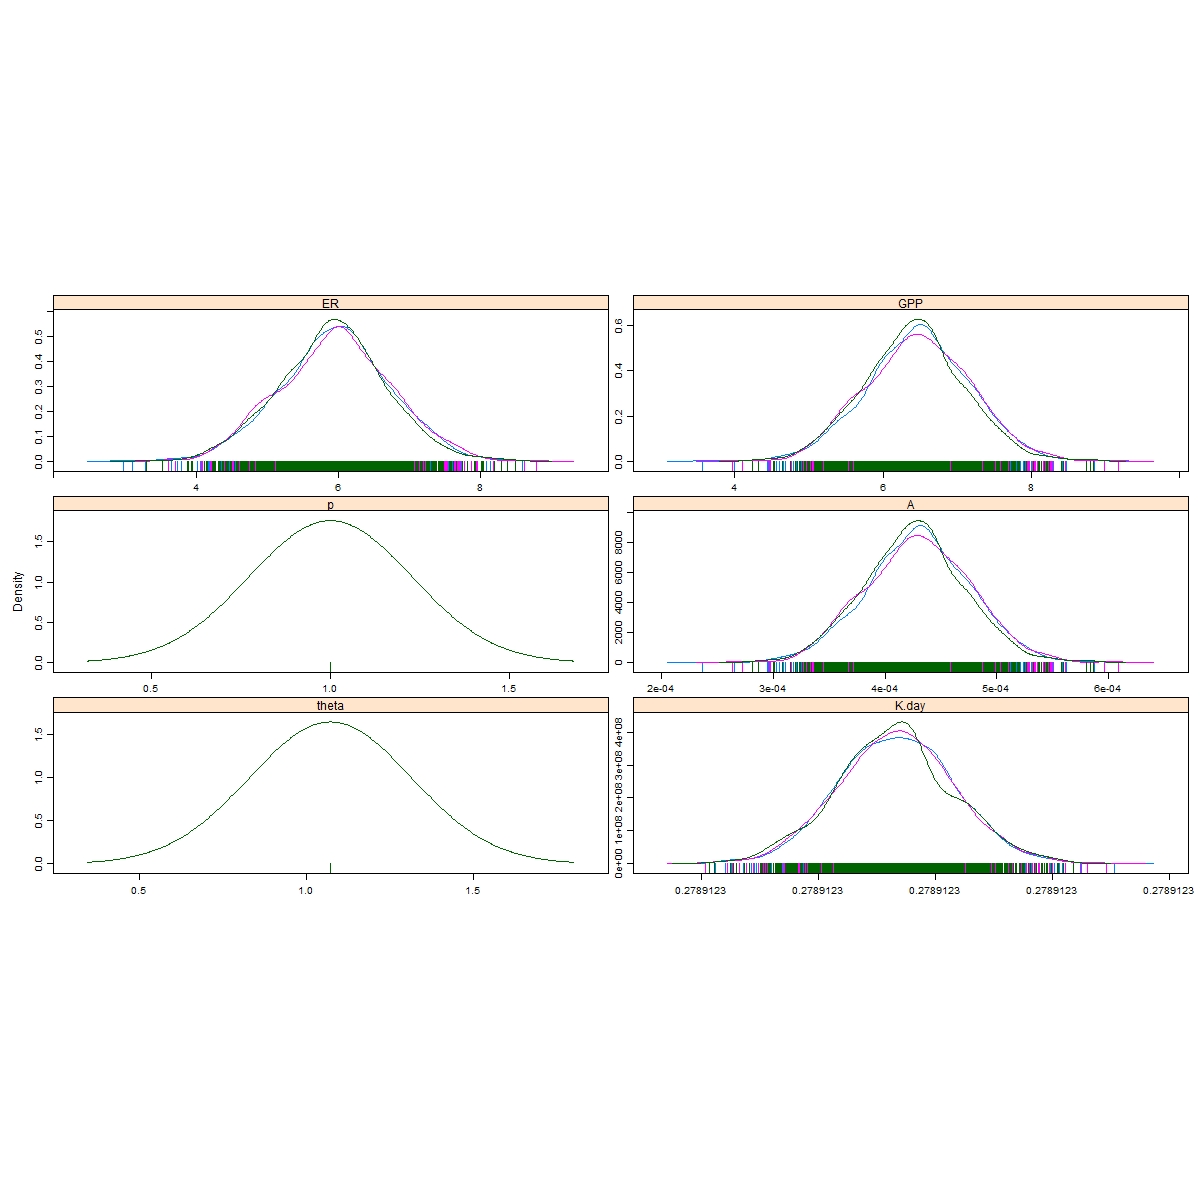 ER
GPP
0.0 0.1 0.2 0.3 0.4 0.5
0.0 0.2 0.4 0.6
4 6 8
4 6 8
p
A
0.0 0.5 1.0 1.5
0 2000 4000 6000 8000
0.5 1.0 1.5
2e-04 3e-04 4e-04 5e-04 6e-04
Density
theta
K.day
0.0 0.5 1.0 1.5
0e+00 1e+08 2e+08 3e+08 4e+08
0.5 1.0 1.5
0.2789123 0.2789123 0.2789123 0.2789123 0.2789123